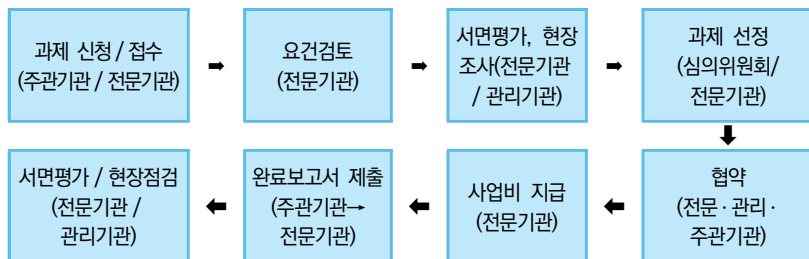 과제 신청 / 접수
(주관기관 / 전문기관)
요건검토
(전문기관)
서면평가, 현장
조사(전문기관
/ 관리기관)
과제 선정
(심의위원회/
전문기관)
협약
(전문 · 관리 ·
주관기관)
사업비 지급
(전문기관)
완료보고서 제출
(주관기관→
전문기관)
서면평가 / 현장점검
(전문기관 /
관리기관)